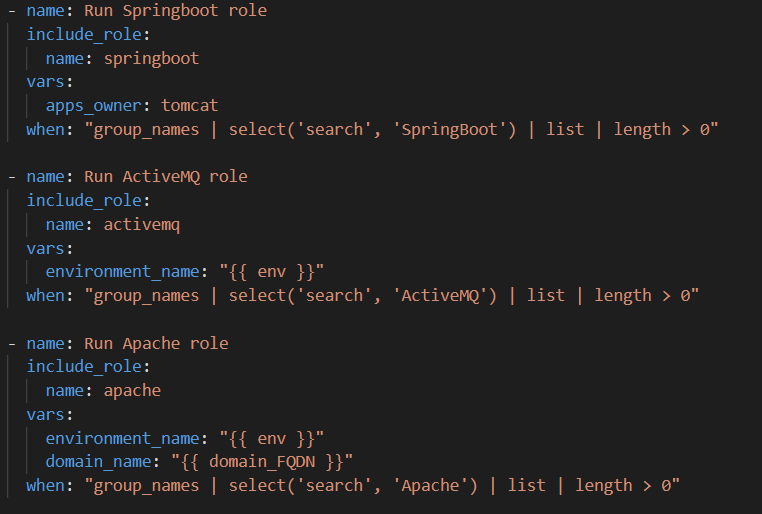 - name: Run Springboot role
  include_role:
    name: springboot
  vars:
    apps_owner: tomcat
  when: "group_names | select('search', 'SpringBoot') | list | length > 0"

- name: Run ActiveMQ role
  include_role:
    name: activemq
  vars:
    environment_name: "{{ env }}"
  when: "group_names | select('search', 'ActiveMQ') | list | length > 0"

- name: Run Apache role
  include_role:
    name: apache
  vars:
    environment_name: "{{ env }}"
    domain_name: "{{ domain_FQDN }}"
  when: "group_names | select('search', 'Apache') | list | length > 0"